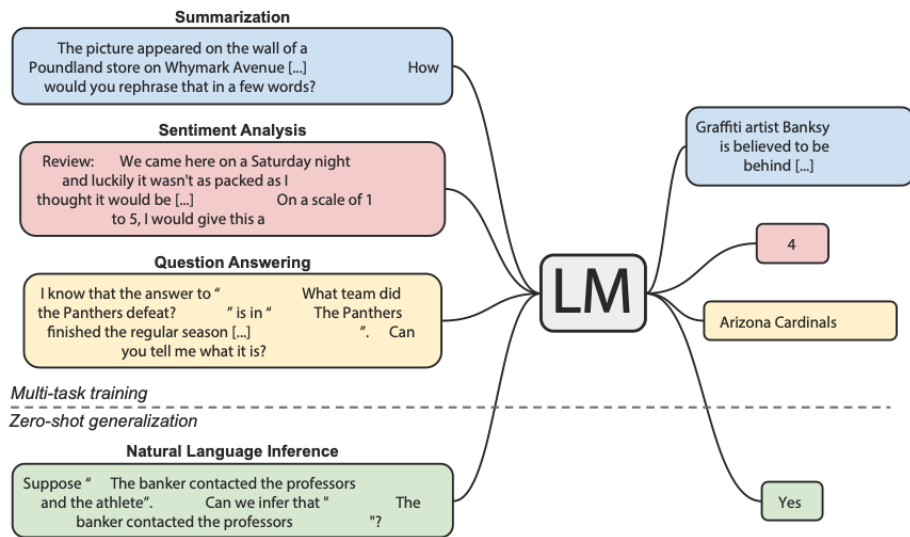 Summarization
The picture appeared on the wall of a
Poundland store on Whymark Avenue [...] How
would you rephrase that in a few words?
Sentiment Analysis
Review: We came here on a Saturday night
and luckily it wasn't as packed as I
thought it would be [...] On a scale of 1
to 5, I would give this a
Question Answering
I know that the answer to “ What team did
the Panthers defeat? ” is in “ The Panthers
finished the regular season [...] ”. Can
you tell me what it is?
Multi-task training
Zero-shot generalization
Natural Language Inference
Suppose “ The banker contacted the professors
and the athlete”. Can we infer that " The
banker contacted the professors "?
LM
Graffiti artist Banksy
is believed to be
behind [...]
4
Arizona Cardinals
Yes